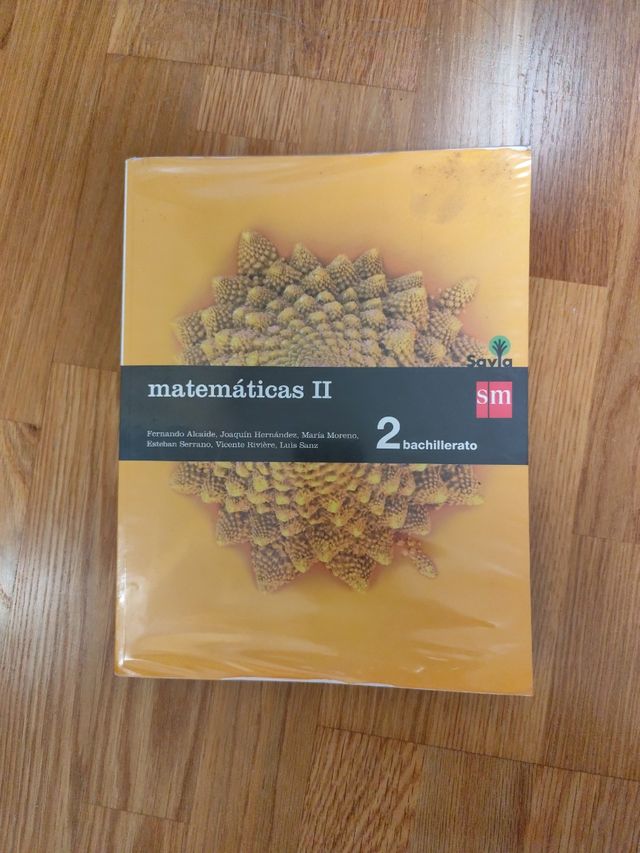 Savia
matemáticas II
sm
Fernando Alcaide, Joaquín Hernández, María Moreno,
Esteban Serrano, Vicente Rivière, Luis Sanz
2 bachillerato